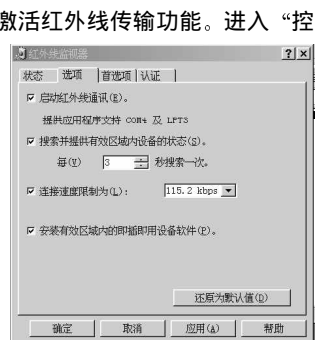 激活红外线传输功能。进入“控
红外线监视器
状态 选项 首选项 认证
启动红外线通讯(E)。
提供应用程序支持 COM4 及 LPT3
搜索并提供有效区域内设备的状态(S)。
每(V) 3 秒搜索一次。
连接速度限制为(L): 115.2 kbps
安装有效区域内的即插即用设备软件(P)。
还原为默认值(D)
确定 取消 应用(A) 帮助